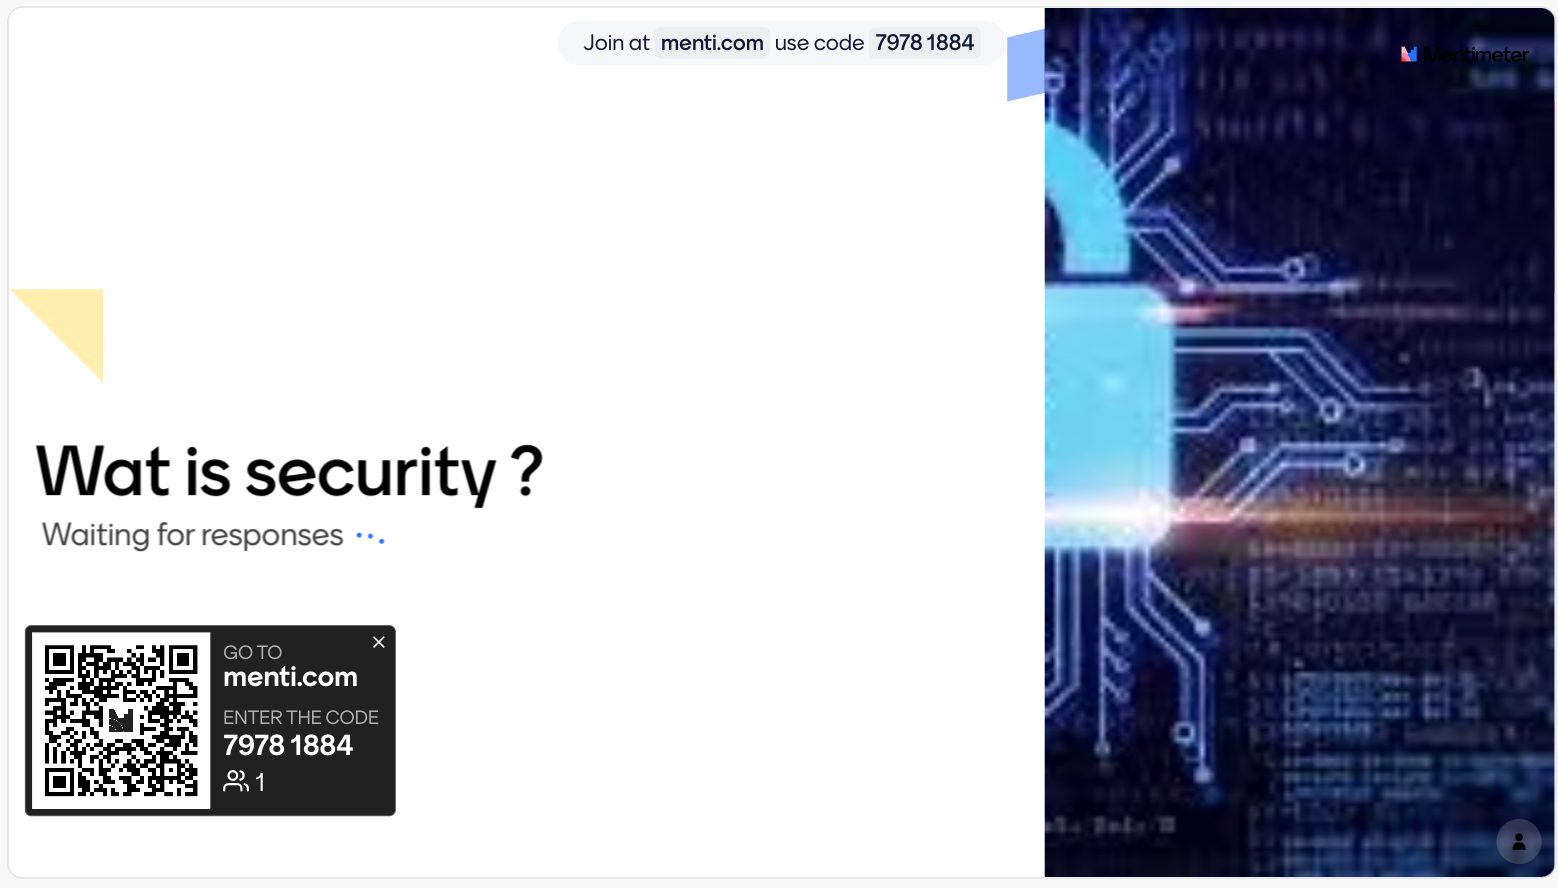 Join at menti.com use code 7978 1884
Mentimeter
Wat is security ?
Waiting for responses
GO TO
menti.com
ENTER THE CODE
7978 1884
1